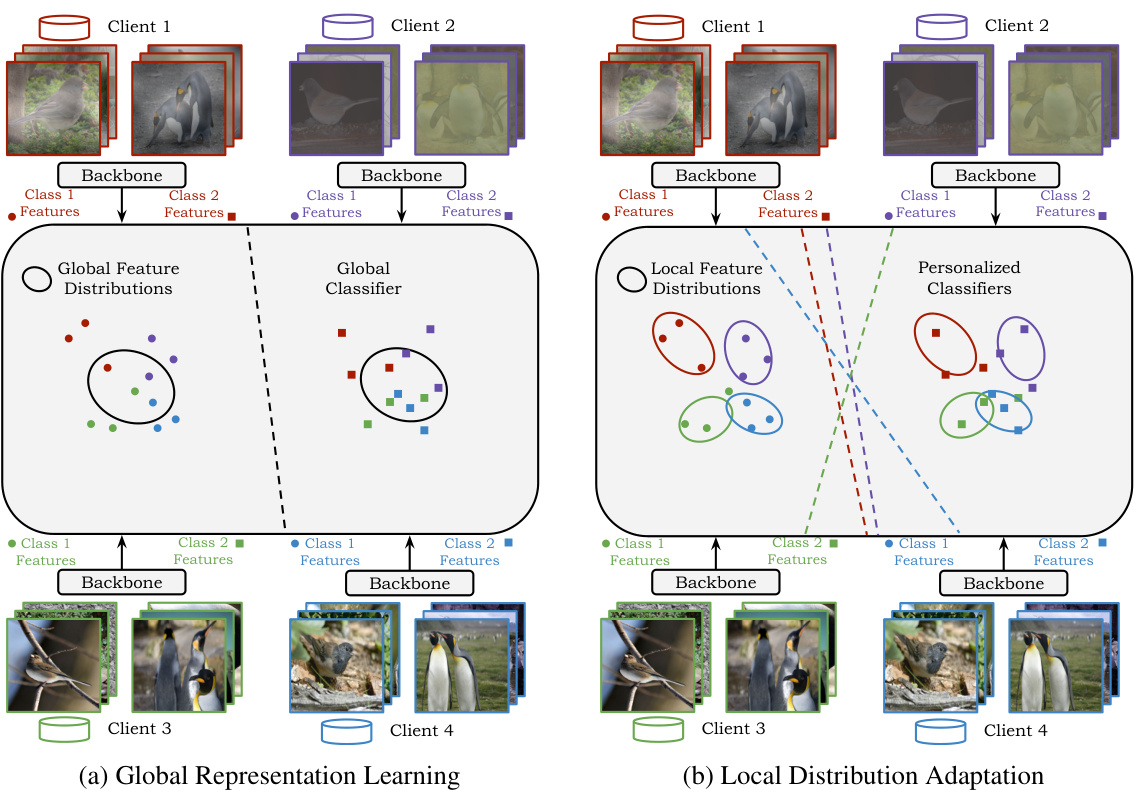 Client 1
Client 2
Backbone
Backbone
Class 1
Features
Class 2
Features
Class 1
Features
Class 2
Features
Global Feature
Distributions
Global
Classifier
Class 1
Features
Class 2
Features
Class 1
Features
Class 2
Features
Backbone
Backbone
Client 3
Client 4
(a) Global Representation Learning
Client 1
Client 2
Backbone
Backbone
Class 1
Features
Class 2
Features
Class 1
Features
Class 2
Features
Local Feature
Distributions
Personalized
Classifiers
Class 1
Features
Class 2
Features
Class 1
Features
Class 2
Features
Backbone
Backbone
Client 3
Client 4
(b) Local Distribution Adaptation